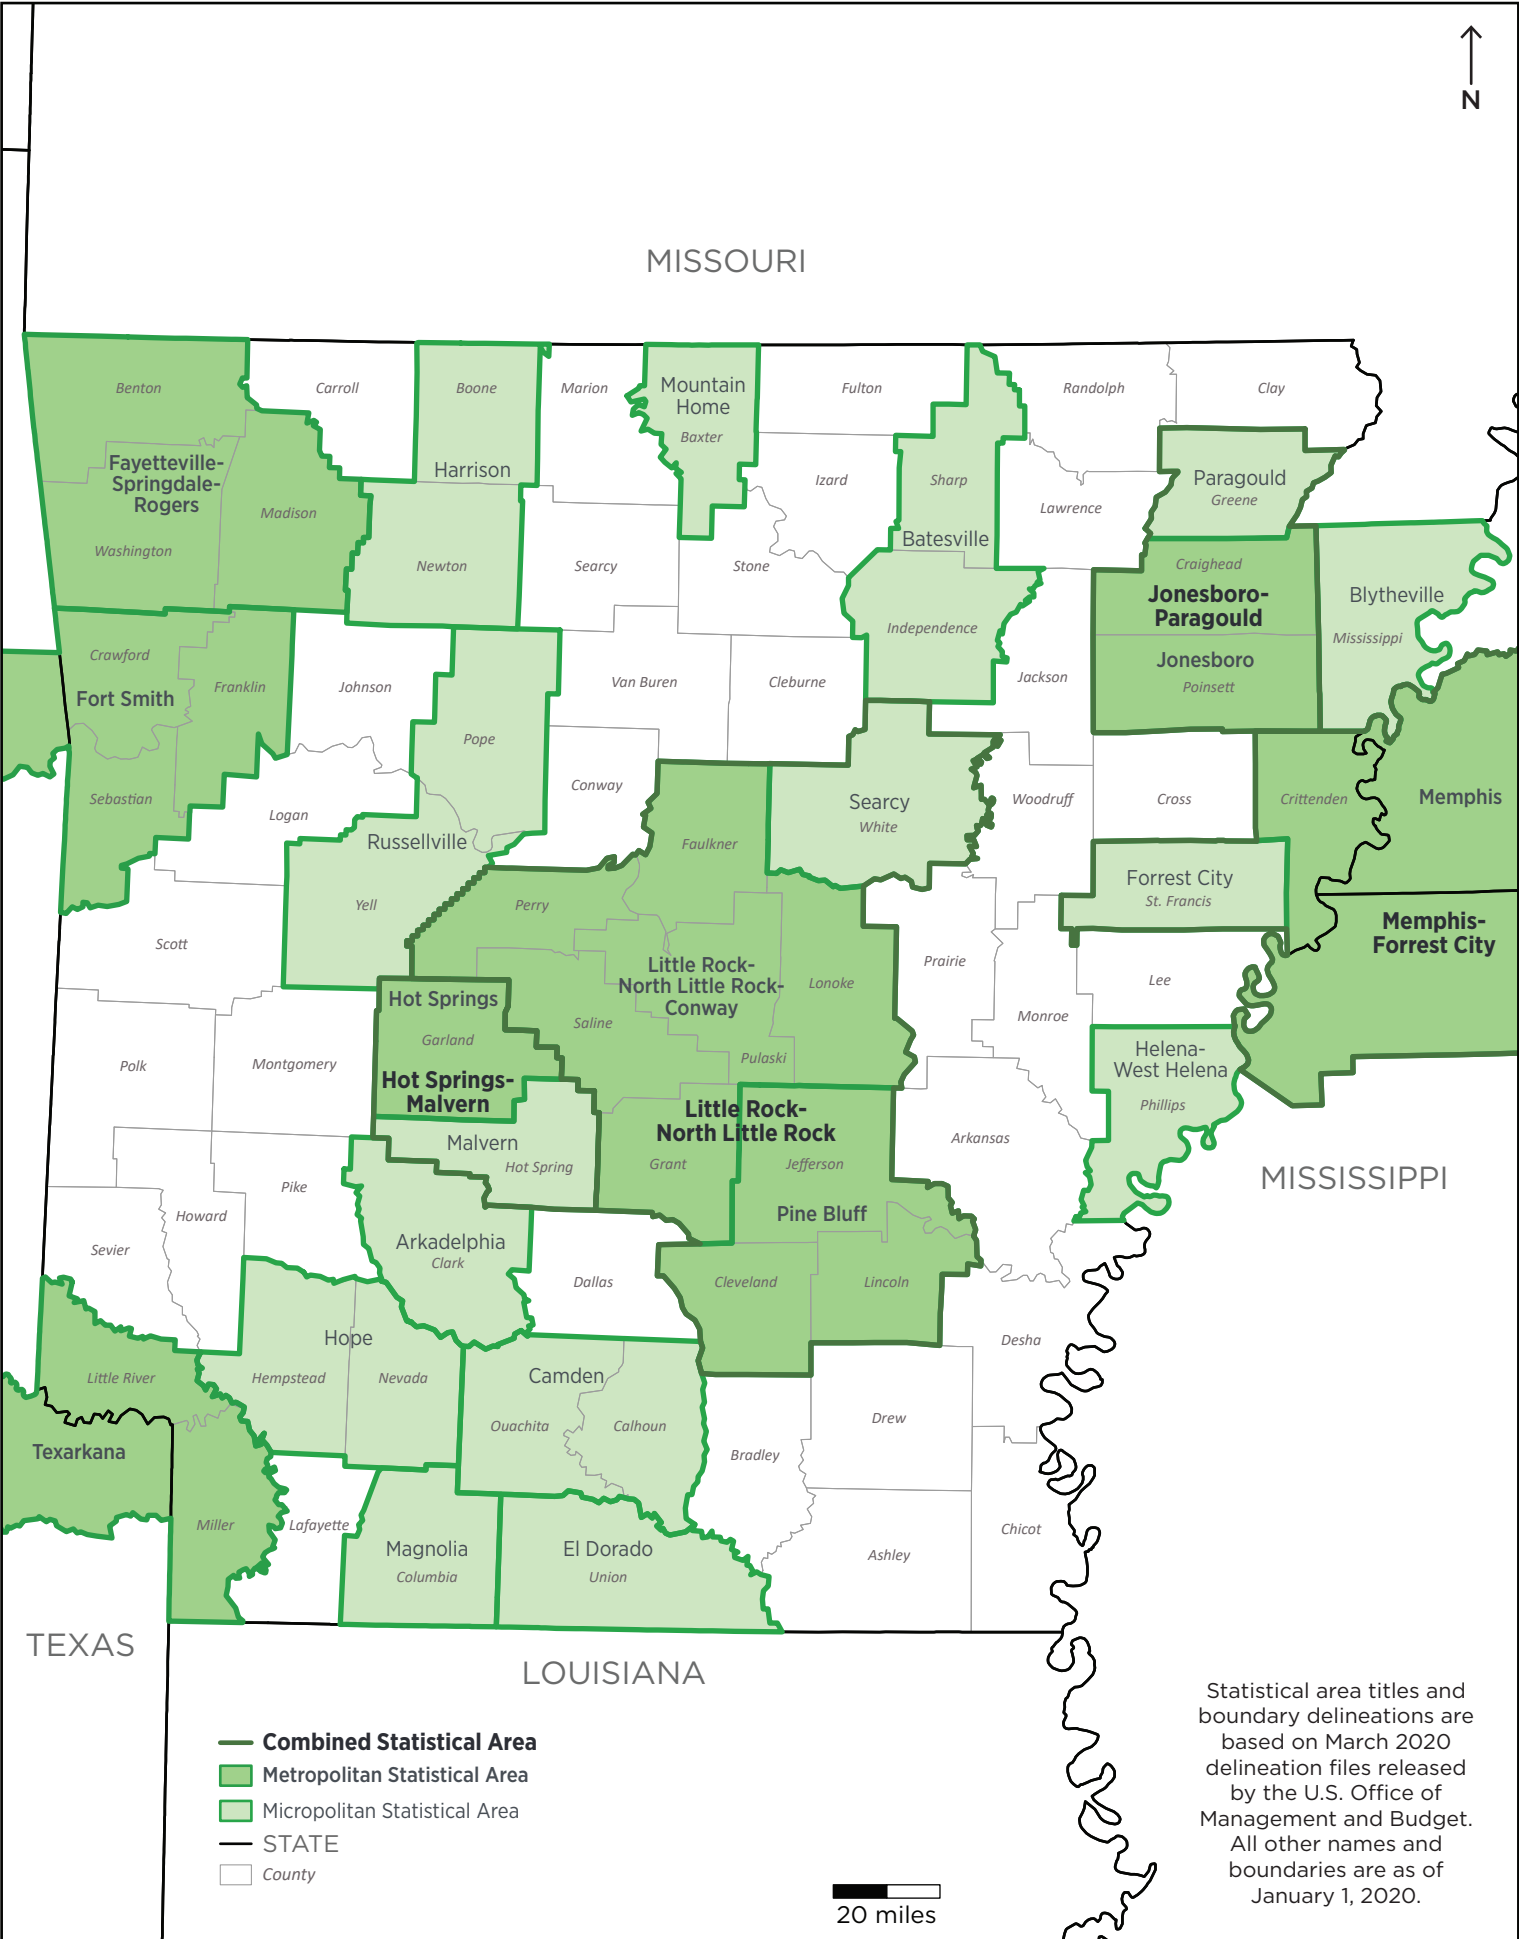 N
MISSOURI
Benton
Carroll
Boone
Marion
Mountain
Home
Baxter
Fulton
Randolph
Clay
Fayetteville-
Springdale-
Rogers
Harrison
Izard
Sharp
Lawrence
Paragould
Greene
Madison
Washington
Newton
Searcy
Stone
Batesville
Craighead
Jonesboro-
Paragould
Blytheville
Mississippi
Independence
Crawford
Fort Smith
Franklin
Johnson
Van Buren
Cleburne
Jackson
Jonesboro
Poinsett
Pope
Sebastian
Logan
Conway
Searcy
White
Woodruff
Cross
Crittenden
Memphis
Russellville
Faulkner
Yell
Perry
Forrest City
St. Francis
Memphis-
Forrest City
Scott
Little Rock-
North Little Rock-
Conway
Lonoke
Prairie
Lee
Hot Springs
Garland
Saline
Monroe
Polk
Montgomery
Pulaski
Helena-
West Helena
Phillips
Hot Springs-
Malvern
Little Rock-
North Little Rock
Malvern
Hot Spring
Grant
Jefferson
Arkansas
MISSISSIPPI
Pike
Howard
Sevier
Pine Bluff
Arkadelphia
Clark
Dallas
Cleveland
Lincoln
Desha
Hope
Little River
Hempstead
Nevada
Camden
Ouachita
Calhoun
Drew
Bradley
Texarkana
Miller
Lafayette
Magnolia
Columbia
El Dorado
Union
Ashley
Chicot
TEXAS
LOUISIANA
Combined Statistical Area
Metropolitan Statistical Area
Micropolitan Statistical Area
STATE
County
20 miles
Statistical area titles and
boundary delineations are
based on March 2020
delineation files released
by the U.S. Office of
Management and Budget.
All other names and
boundaries are as of
January 1, 2020.